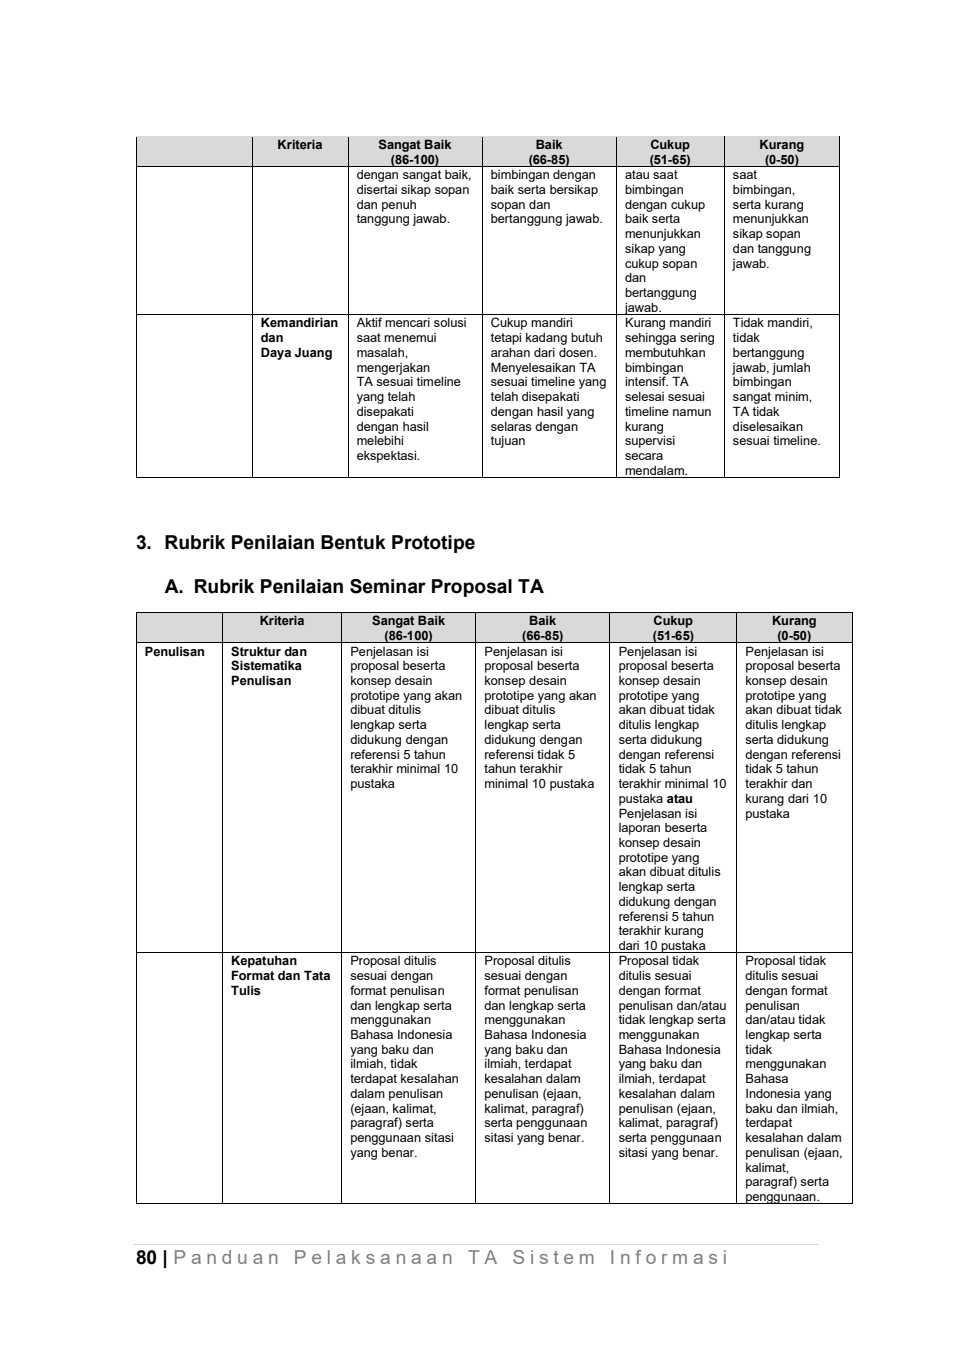 Kriteria
Sangat Baik
(86-100)
Baik
(66-85)
Cukup
(51-65)
Kurang
(0-50)
dengan sangat baik,
disertai sikap sopan
dan penuh
tanggung jawab.
bimbingan dengan
baik serta bersikap
sopan dan
bertanggung jawab.
atau saat
bimbingan
dengan cukup
baik serta
menunjukkan
sikap yang
cukup sopan
dan
bertanggung
jawab.
saat
bimbingan,
serta kurang
menunjukkan
sikap sopan
dan tanggung
jawab.
Kemandirian
dan
Daya Juang
Aktif mencari solusi
saat menemui
masalah,
mengerjakan
TA sesuai timeline
yang telah
disepakati
dengan hasil
melebihi
ekspektasi.
Cukup mandiri
tetapi kadang butuh
arahan dari dosen.
Menyelesaikan TA
sesuai timeline yang
telah disepakati
dengan hasil yang
selaras dengan
tujuan
Kurang mandiri
sehingga sering
membutuhkan
bimbingan
intensif. TA
selesai sesuai
timeline namun
kurang
supervisi
secara
mendalam.
Tidak mandiri,
tidak
bertanggung
jawab, jumlah
bimbingan
sangat minim,
TA tidak
diselesaikan
sesuai timeline.
3. Rubrik Penilaian Bentuk Prototipe
A. Rubrik Penilaian Seminar Proposal TA
Kriteria
Sangat Baik
(86-100)
Baik
(66-85)
Cukup
(51-65)
Kurang
(0-50)
Penulisan
Struktur dan
Sistematika
Penulisan
Penjelasan isi
proposal beserta
konsep desain
prototipe yang akan
dibuat ditulis
lengkap serta
didukung dengan
referensi 5 tahun
terakhir minimal 10
pustaka
Penjelasan isi
proposal beserta
konsep desain
prototipe yang akan
dibuat ditulis
lengkap serta
didukung dengan
referensi tidak 5
tahun terakhir
minimal 10 pustaka
Penjelasan isi
proposal beserta
konsep desain
prototipe yang
akan dibuat tidak
ditulis lengkap
serta didukung
dengan referensi
tidak 5 tahun
terakhir minimal 10
pustaka atau
Penjelasan isi
laporan beserta
konsep desain
prototipe yang
akan dibuat ditulis
lengkap serta
didukung dengan
referensi 5 tahun
terakhir kurang
dari 10 pustaka
Penjelasan isi
proposal beserta
konsep desain
prototipe yang
akan dibuat tidak
ditulis lengkap
serta didukung
dengan referensi
tidak 5 tahun
terakhir dan
kurang dari 10
pustaka
Kepatuhan
Format dan Tata
Tulis
Proposal ditulis
sesuai dengan
format penulisan
dan lengkap serta
menggunakan
Bahasa Indonesia
yang baku dan
ilmiah, tidak
terdapat kesalahan
dalam penulisan
(ejaan, kalimat,
paragraf) serta
penggunaan sitasi
yang benar.
Proposal ditulis
sesuai dengan
format penulisan
dan lengkap serta
menggunakan
Bahasa Indonesia
yang baku dan
ilmiah, terdapat
kesalahan dalam
penulisan (ejaan,
kalimat, paragraf)
serta penggunaan
sitasi yang benar.
Proposal tidak
ditulis sesuai
dengan format
penulisan dan/atau
tidak lengkap serta
menggunakan
Bahasa Indonesia
yang baku dan
ilmiah, terdapat
kesalahan dalam
penulisan (ejaan,
kalimat, paragraf)
serta penggunaan
sitasi yang benar.
Proposal tidak
ditulis sesuai
dengan format
penulisan
dan/atau tidak
lengkap serta
tidak
menggunakan
Bahasa
Indonesia yang
baku dan ilmiah,
terdapat
kesalahan dalam
penulisan (ejaan,
kalimat,
paragraf) serta
penggunaan.
80 | Panduan Pelaksanaan TA Sistem Informasi